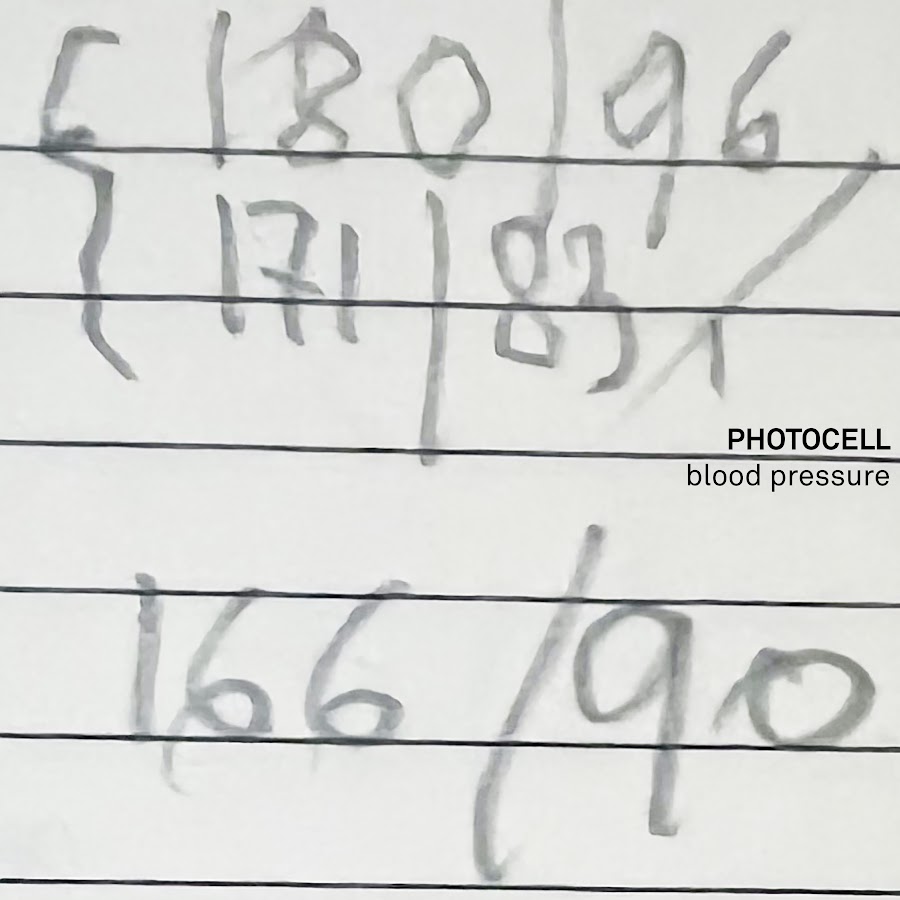 180/96
171/83
PHOTOCELL
blood pressure
166/90